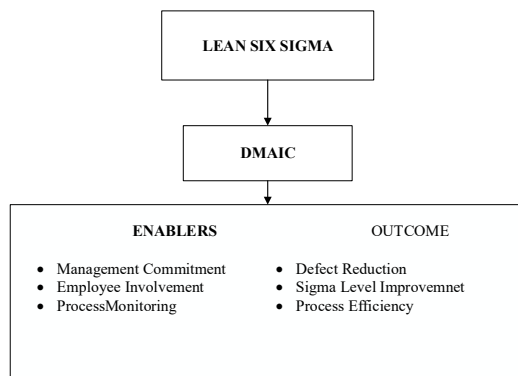 LEAN SIX SIGMA
DMAIC
ENABLERS
• Management Commitment
• Employee Involvement
• ProcessMonitoring
OUTCOME
• Defect Reduction
• Sigma Level Improvemnet
• Process Efficiency